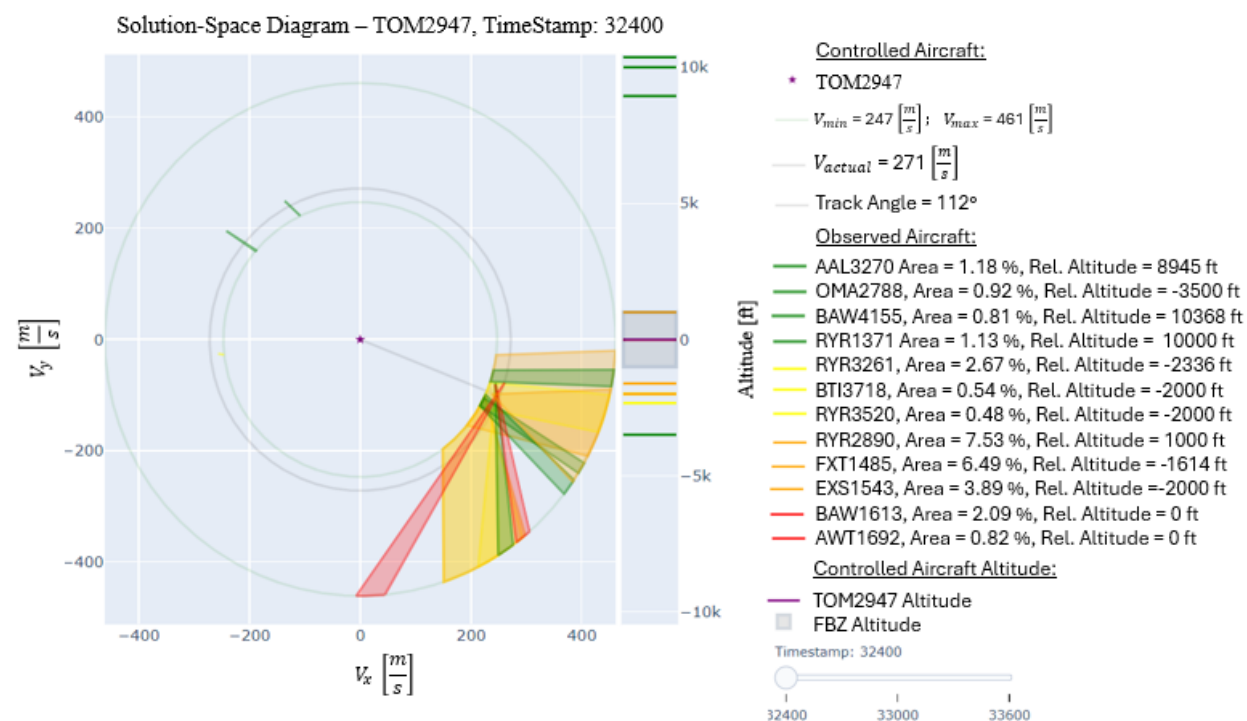 Solution-Space Diagram – TOM2947, TimeStamp: 32400
400
200
0
−200
−400
−400
−200
0
200
400
V_y [m/s]
V_x [m/s]
10k
5k
0
−5k
−10k
Altitude [ft]
Controlled Aircraft:
TOM2947
V_min = 247 [m/s] ; V_max = 461 [m/s]
V_actual = 271 [m/s]
Track Angle = 112°
Observed Aircraft:
AAL3270 Area = 1.18 %, Rel. Altitude = 8945 ft
OMA2788, Area = 0.92 %, Rel. Altitude = -3500 ft
BAW4155, Area = 0.81 %, Rel. Altitude = 10368 ft
RYR1371, Area = 1.13 %, Rel. Altitude = 10000 ft
RYR3261, Area = 2.67 %, Rel. Altitude = -2336 ft
BTI3718, Area = 0.54 %, Rel. Altitude = -2000 ft
RYR3520, Area = 0.48 %, Rel. Altitude = -2000 ft
RYR2890, Area = 7.53 %, Rel. Altitude = 1000 ft
FXT1485, Area = 6.49 %, Rel. Altitude = -1614 ft
EXS1543, Area = 3.89 %, Rel. Altitude =-2000 ft
BAW1613, Area = 2.09 %, Rel. Altitude = 0 ft
AWT1692, Area = 0.82 %, Rel. Altitude = 0 ft
Controlled Aircraft Altitude:
TOM2947 Altitude
FBZ Altitude
Timestamp: 32400
32400
33000
33600